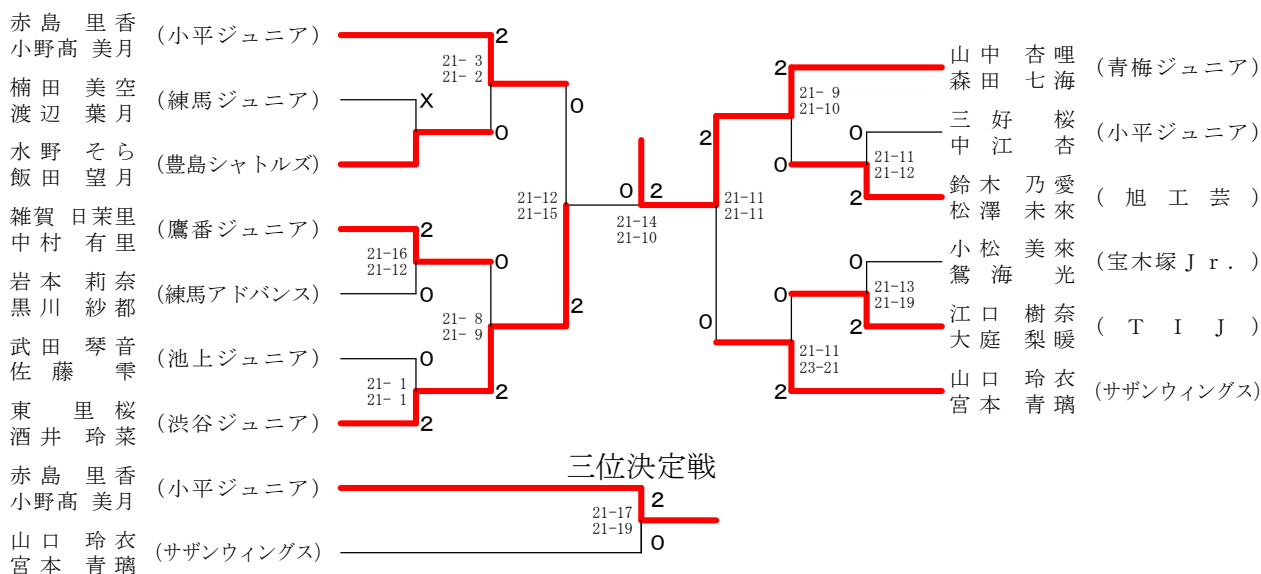 赤島 里香
小野髙 美月
(小平ジュニア)
楠田 美空
渡辺 葉月
(練馬ジュニア)
水野 そら
飯田 望月
(豊島シャトルズ)
雑賀 日茉里
中村 有里
(鷹番ジュニア)
岩本 莉奈
黒川 紗都
(練馬アドバンス)
武田 琴音
佐藤 雫
(池上ジュニア)
東 里桜
酒井 玲菜
(渋谷ジュニア)
2
21- 3
21- 2
X
0
0
2
21-16
21-12
0
0
21- 8
21- 9
0
21- 1
21- 1
2
2
21-12
21-15
2
0
2
21-14
21-10
2
21-11
21-11
0
2
21- 9
21-10
0
0
21-11
21-12
2
0
21-13
21-19
2
0
21-11
23-21
2
山中 杏哩
森田 七海
(青梅ジュニア)
三好 桜
中江 杏
(小平ジュニア)
鈴木 乃愛
松澤 未來
(旭工芸)
小松 美來
鴛海 光
(宝木塚Jr.)
江口 樹奈
大庭 梨暖
(TIJ)
山口 玲衣
宮本 青璃
(サザンウィングス)
三位決定戦
赤島 里香
小野髙 美月
(小平ジュニア)
2
21-17
21-19
0
山口 玲衣
宮本 青璃
(サザンウィングス)